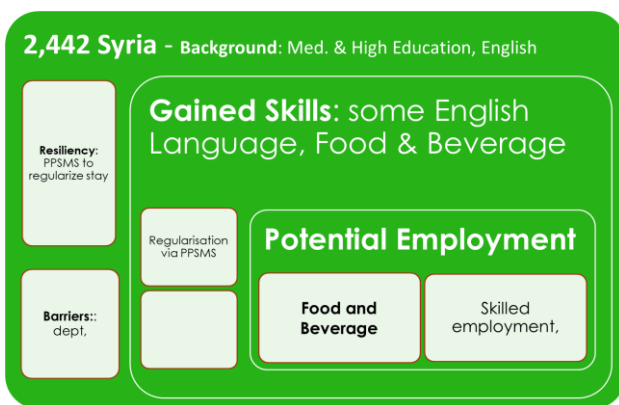 2,442 Syria - Background: Med. & High Education, English
Resiliency:
PPSMS to
regularize stay
Barriers::
dept,
Gained Skills: some English
Language, Food & Beverage
Regularisation
via PPSMS
Potential Employment
Food and
Beverage
Skilled
employment,